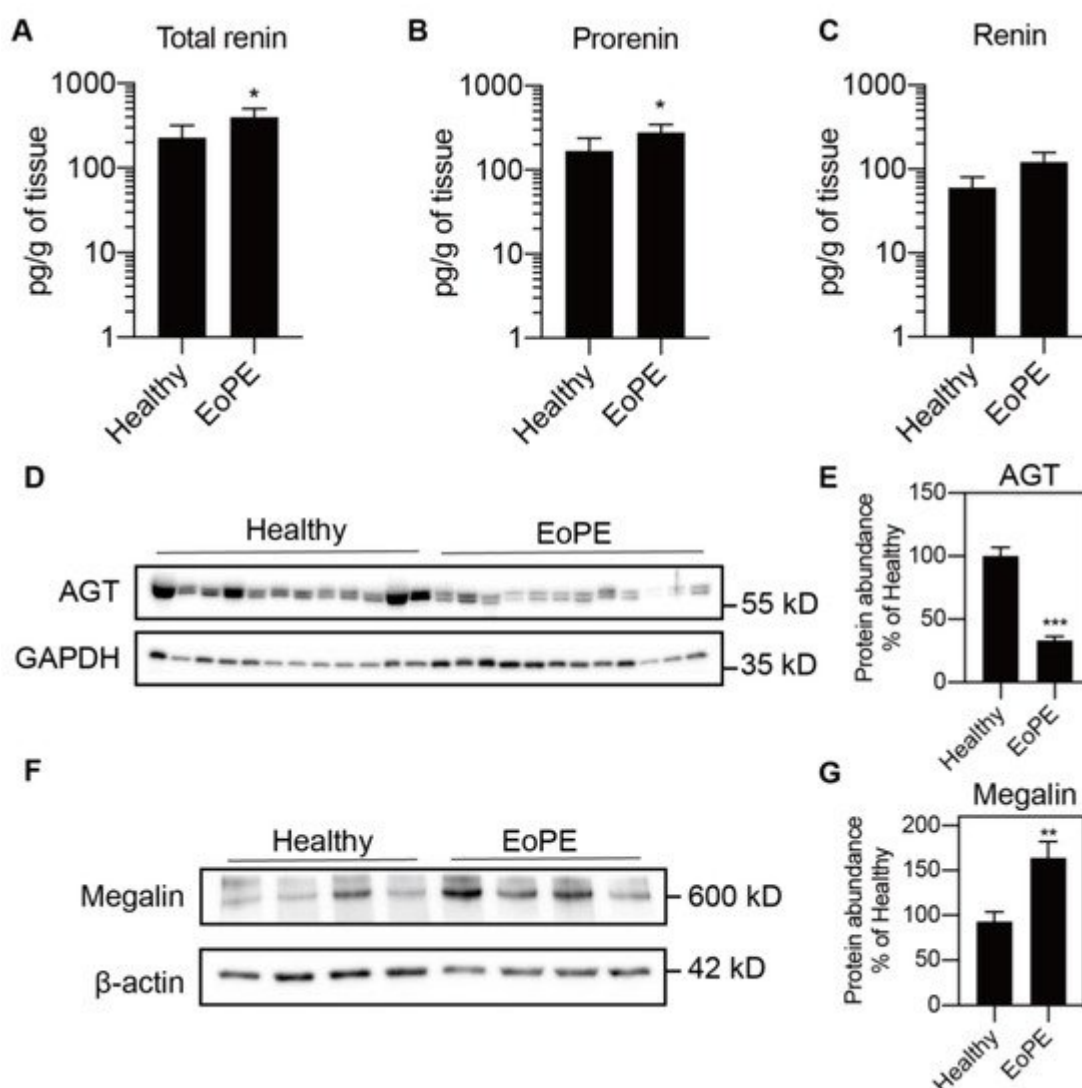 A
Total renin
pg/g of tissue
1000
100
10
1
Healthy
EoPE
*
B
Prorenin
pg/g of tissue
1000
100
10
1
Healthy
EoPE
*
C
Renin
pg/g of tissue
1000
100
10
1
Healthy
EoPE
D
Healthy
EoPE
AGT
55 kD
GAPDH
35 kD
E
AGT
Protein abundance
% of Healthy
150
100
50
0
***
Healthy
EoPE
F
Healthy
EoPE
Megalin
600 kD
β-actin
42 kD
G
Megalin
Protein abundance
% of Healthy
200
150
100
50
0
**
Healthy
EoPE